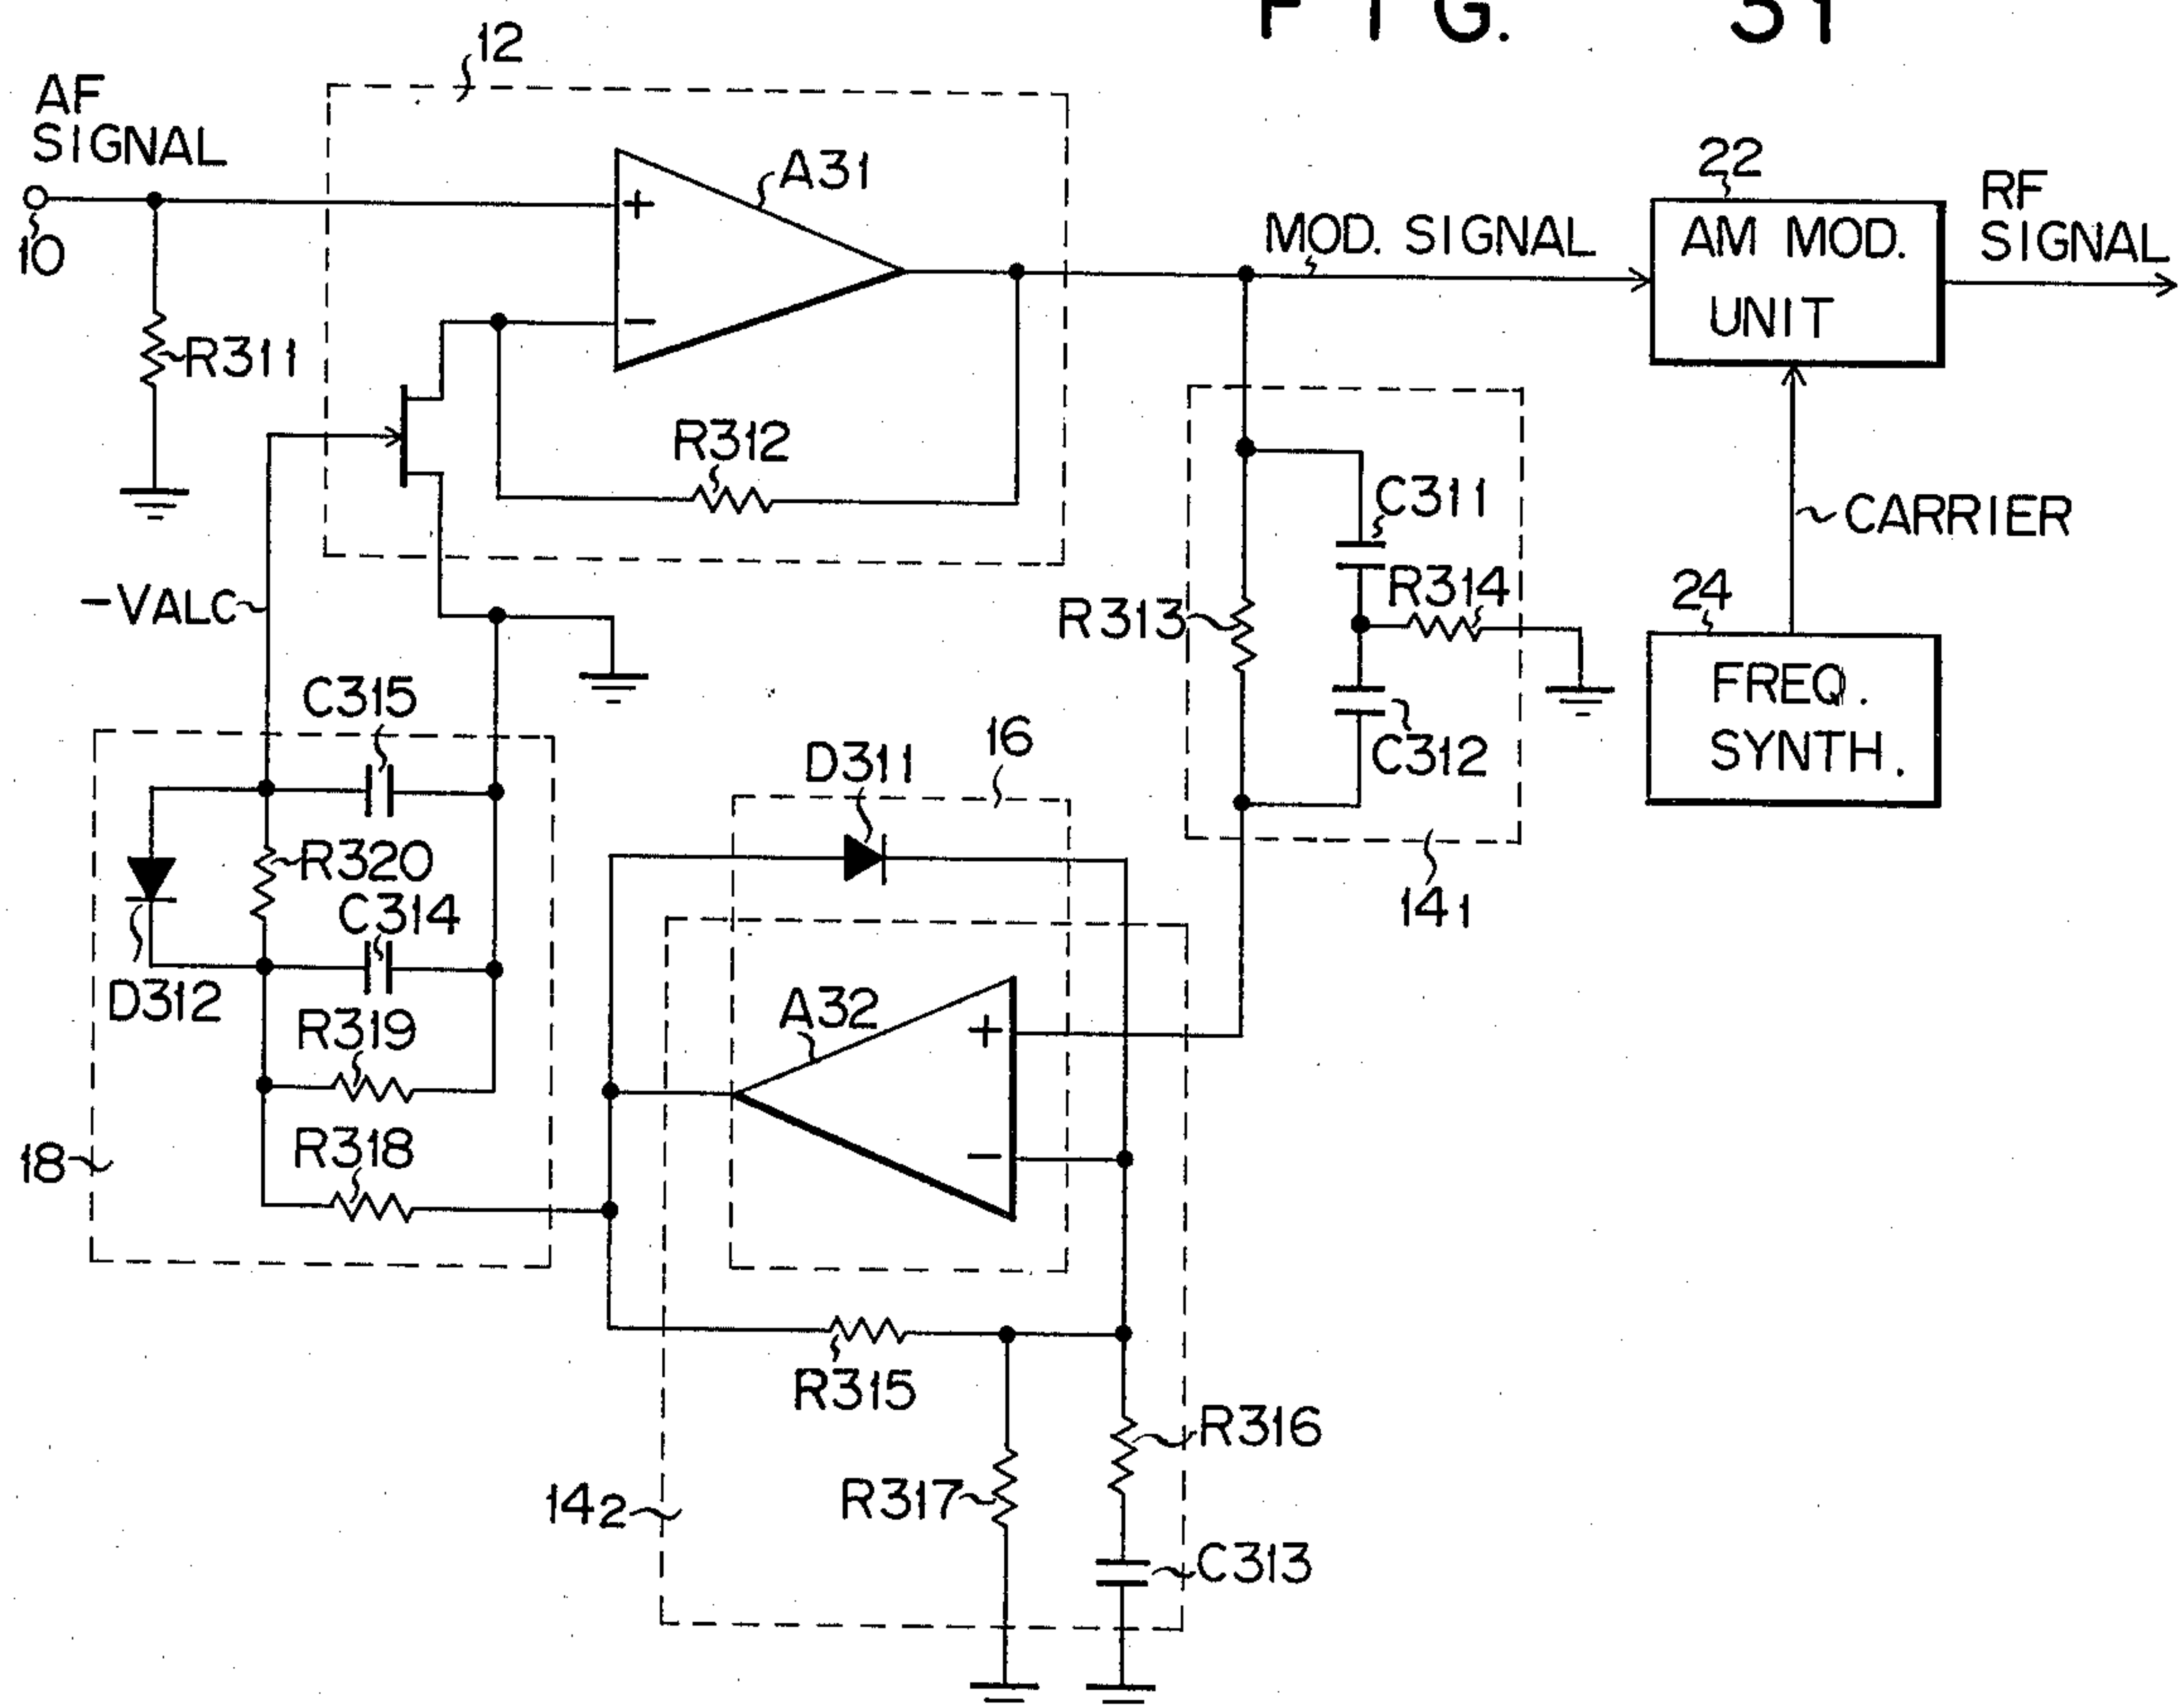 FIG. 31
12
AF
SIGNAL
10
A31
+
−
R311
R312
MOD. SIGNAL
22
AM MOD.
UNIT
RF
SIGNAL
C311
R314
R313
C312
CARRIER
24
FREQ.
SYNTH.
−VALC
C315
R320
C314
D312
R319
R318
18
D311
16
14₁
A32
+
−
R315
R316
R317
14₂
C313